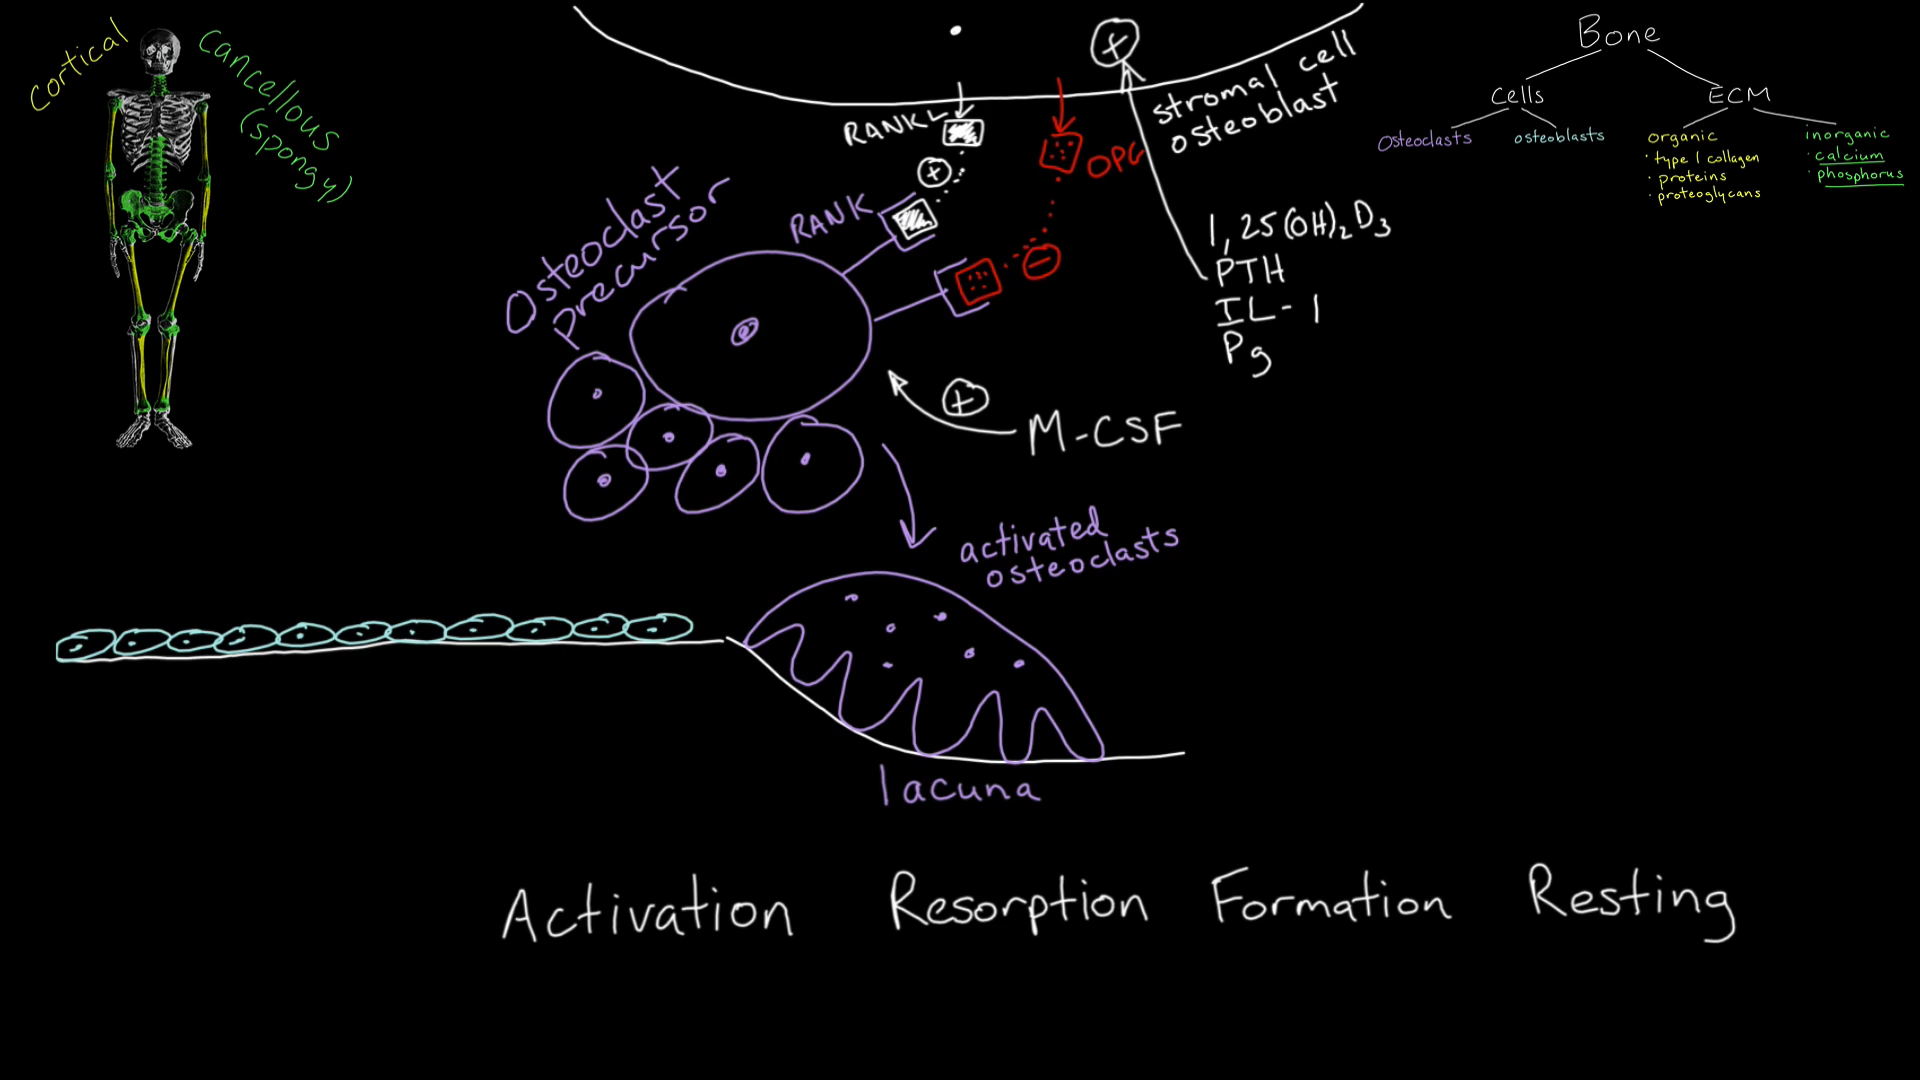 Cortical
Cancellous
(spongy)
RANKL
OPG
stromal cell
osteoblast
Osteoclast
precursor
RANK
1,25(OH)₂D₃
PTH
IL-1
Pg
M-CSF
activated
osteoclasts
lacuna
Activation Resorption Formation Resting
Bone
Cells ECM
Osteoclasts osteoblasts
organic
· type 1 collagen
· proteins
· proteoglycans
inorganic
· calcium
· phosphorus